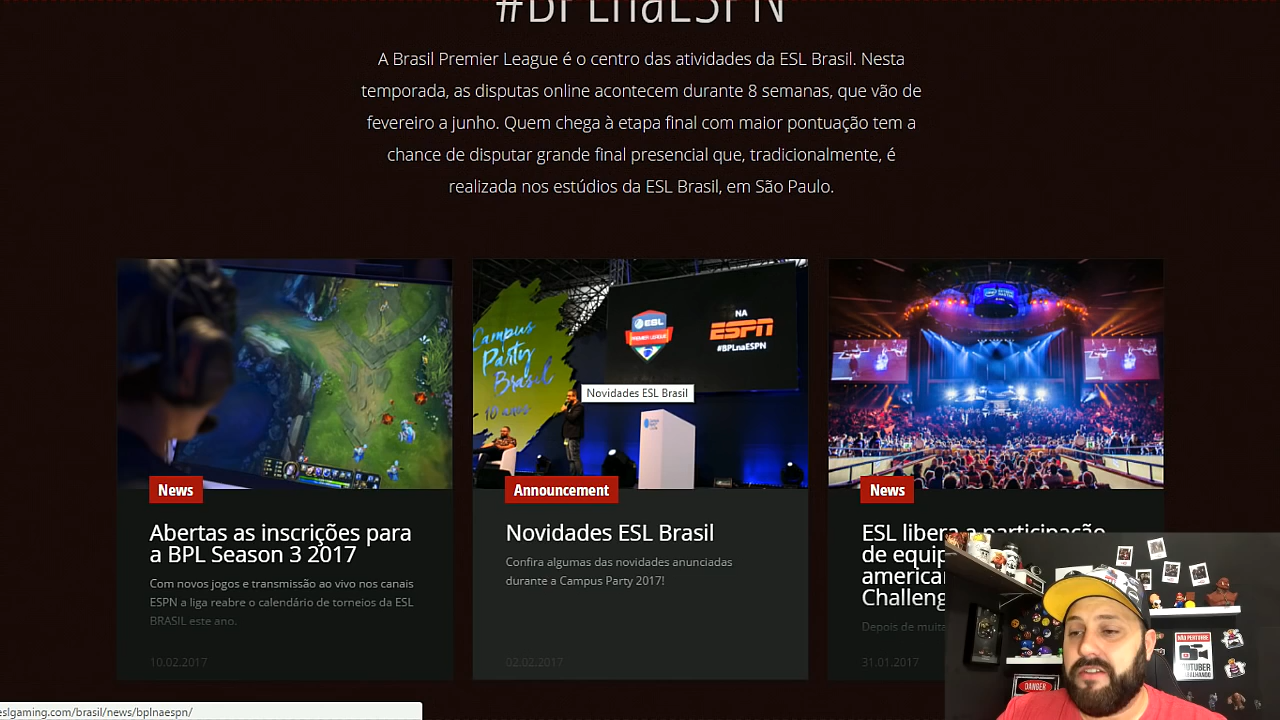 #BPLnaESPN
A Brasil Premier League é o centro das atividades da ESL Brasil. Nesta
temporada, as disputas online acontecem durante 8 semanas, que vão de
fevereiro a junho. Quem chega à etapa final com maior pontuação tem a
chance de disputar grande final presencial que, tradicionalmente, é
realizada nos estúdios da ESL Brasil, em São Paulo.
News
Abertas as inscrições para
a BPL Season 3 2017
Com novos jogos e transmissão ao vivo nos canais
ESPN a liga reabre o calendário de torneios da ESL
BRASIL este ano.
10.02.2017
Campus
Party
Brasil
10 anos
ESL
PREMIER LEAGUE
NA
ESPN
#BPLnaESPN
Novidades ESL Brasil
Announcement
Novidades ESL Brasil
Confira algumas das novidades anunciadas
durante a Campus Party 2017!
02.02.2017
News
ESL libera a participação
de equip
america
Challeng
Depois de muita
31.01.2017
NÃO PERTURBE
DANGER
eslgaming.com/brasil/news/bplnaespn/